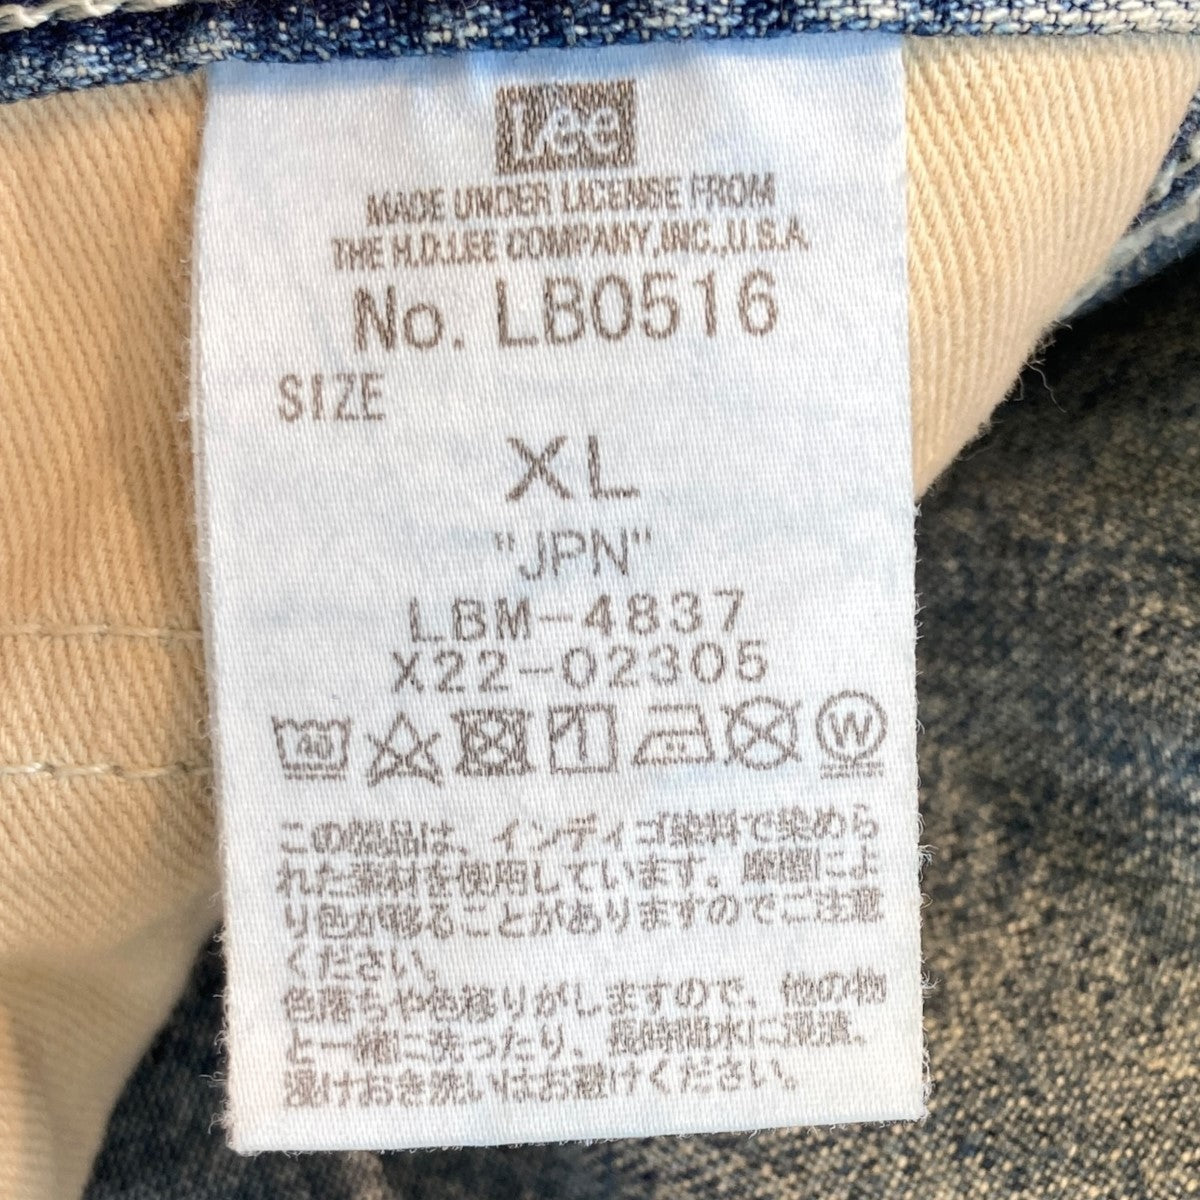 Lee
MADE UNDER LICENSE FROM
THE H.D.LEE COMPANY,INC.,U.S.A
No. LB0516
SIZE
XL
"JPN"
LBM-4837
X22-02305
40
1
W
この製品は、インディゴ染料で染めら
れた素材を使用しています。摩擦によ
り色が移ることがありますのでご注意
ください。
色落ちや色移りがしますので、他の物
と一緒に洗ったり、長時間水に浸漬、
浸けおき洗いはお避けください。